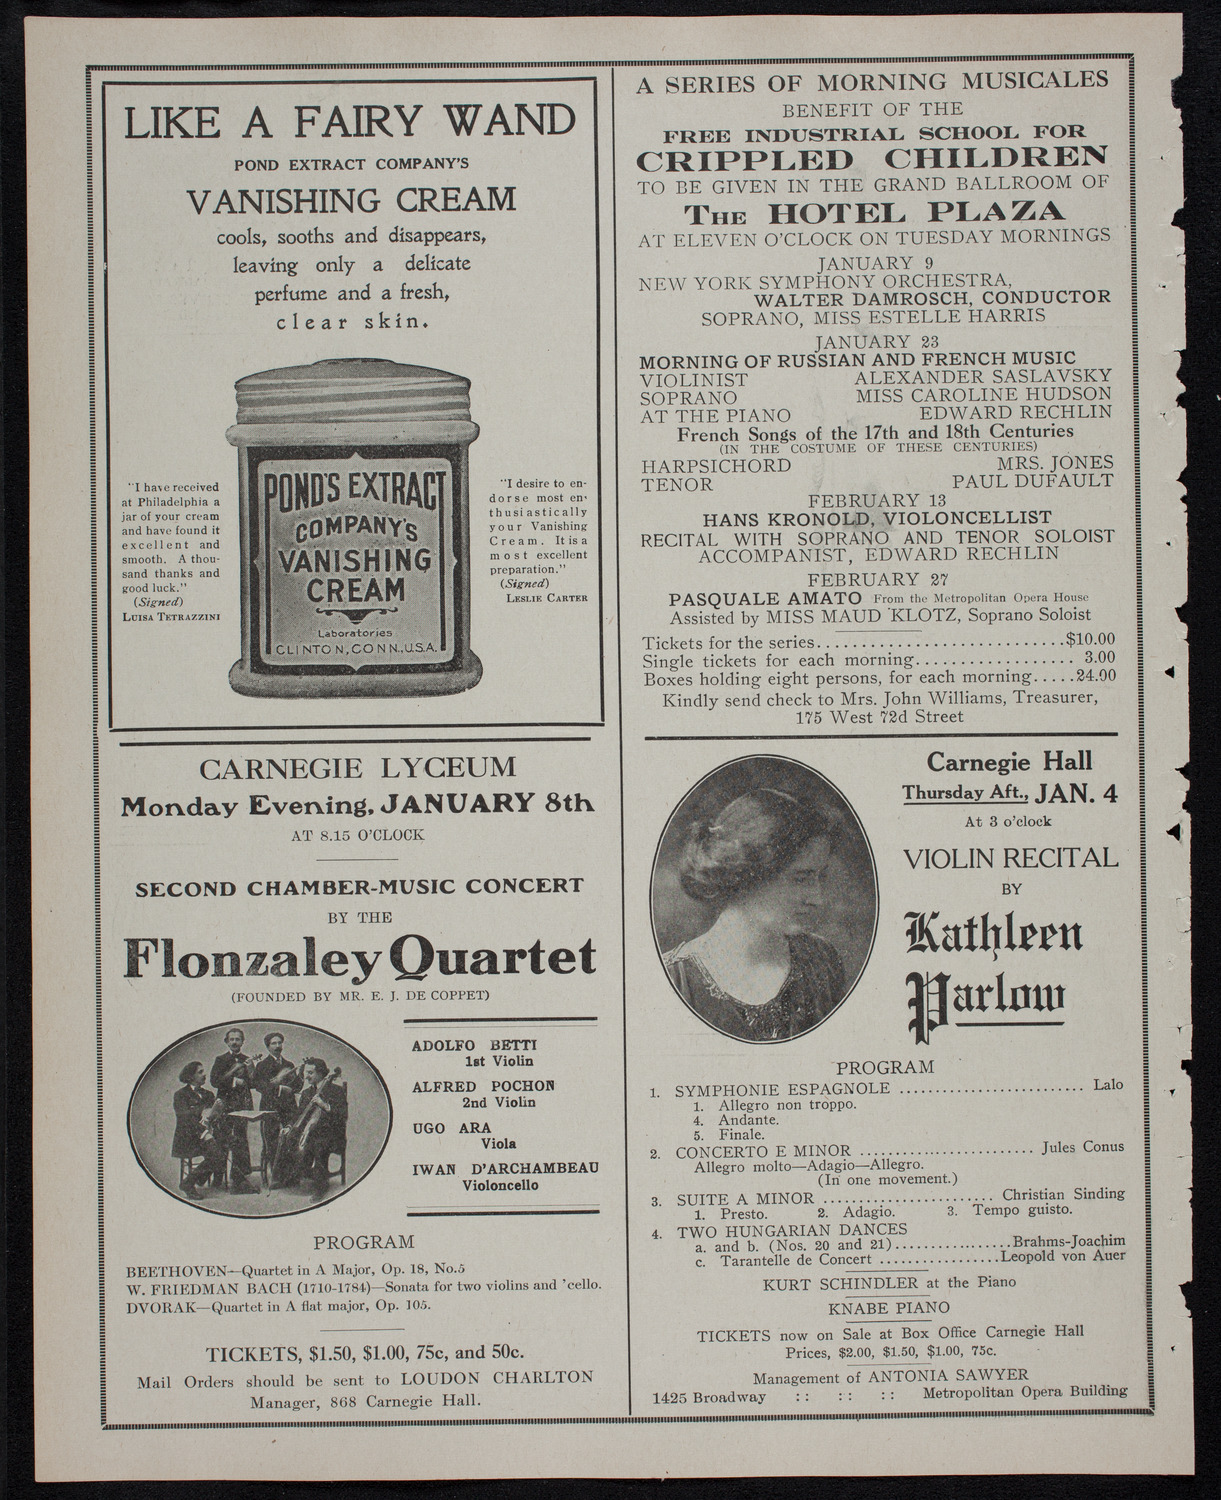 LIKE A FAIRY WAND
POND EXTRACT COMPANY'S
VANISHING CREAM
cools, sooths and disappears,
leaving only a delicate
perfume and a fresh,
clear skin.
"I have received
at Philadelphia a
jar of your cream
and have found it
excellent and
smooth. A thou-
sand thanks and
good luck."
(Signed)
LUISA TETRAZZINI
POND'S EXTRACT
COMPANY'S
VANISHING
CREAM
Laboratories
CLINTON, CONN., U.S.A.
"I desire to en-
dorse most en-
thusiastically
your Vanishing
Cream. It is a
most excellent
preparation."
(Signed)
LESLIE CARTER
CARNEGIE LYCEUM
Monday Evening, JANUARY 8th
AT 8.15 O'CLOCK
SECOND CHAMBER-MUSIC CONCERT
BY THE
Flonzaley Quartet
(FOUNDED BY MR. E. J. DE COPPET)
ADOLFO BETTI
1st Violin
ALFRED POCHON
2nd Violin
UGO ARA
Viola
IWAN D'ARCHAMBEAU
Violoncello
PROGRAM
BEETHOVEN—Quartet in A Major, Op. 18, No.5
W. FRIEDMAN BACH (1710-1784)—Sonata for two violins and 'cello.
DVORAK—Quartet in A flat major, Op. 105.
TICKETS, $1.50, $1.00, 75c, and 50c.
Mail Orders should be sent to LOUDON CHARLTON
Manager, 868 Carnegie Hall.
A SERIES OF MORNING MUSICALES
BENEFIT OF THE
FREE INDUSTRIAL SCHOOL FOR
CRIPPLED CHILDREN
TO BE GIVEN IN THE GRAND BALLROOM OF
THE HOTEL PLAZA
AT ELEVEN O'CLOCK ON TUESDAY MORNINGS
JANUARY 9
NEW YORK SYMPHONY ORCHESTRA,
WALTER DAMROSCH, CONDUCTOR
SOPRANO, MISS ESTELLE HARRIS
JANUARY 23
MORNING OF RUSSIAN AND FRENCH MUSIC
VIOLINIST ALEXANDER SASLAVSKY
SOPRANO MISS CAROLINE HUDSON
AT THE PIANO EDWARD RECHLIN
French Songs of the 17th and 18th Centuries
(IN THE COSTUME OF THESE CENTURIES)
HARPSICHORD MRS. JONES
TENOR PAUL DUFAULT
FEBRUARY 13
HANS KRONOLD, VIOLONCELLIST
RECITAL WITH SOPRANO AND TENOR SOLOIST
ACCOMPANIST, EDWARD RECHLIN
FEBRUARY 27
PASQUALE AMATO From the Metropolitan Opera House
Assisted by MISS MAUD KLOTZ, Soprano Soloist
Tickets for the series............................$10.00
Single tickets for each morning.................. 3.00
Boxes holding eight persons, for each morning.....24.00
Kindly send check to Mrs. John Williams, Treasurer,
175 West 72d Street
Carnegie Hall
Thursday Aft., JAN. 4
At 3 o'clock
VIOLIN RECITAL
BY
Kathleen
Parlow
PROGRAM
1. SYMPHONIE ESPAGNOLE ........................ Lalo
1. Allegro non troppo.
4. Andante.
5. Finale.
2. CONCERTO E MINOR ........................ Jules Conus
Allegro molto—Adagio—Allegro.
(In one movement.)
3. SUITE A MINOR ...................... Christian Sinding
1. Presto. 2. Adagio. 3. Tempo guisto.
4. TWO HUNGARIAN DANCES
a. and b. (Nos. 20 and 21)................Brahms-Joachim
c. Tarantelle de Concert ................Leopold von Auer
KURT SCHINDLER at the Piano
KNABE PIANO
TICKETS now on Sale at Box Office Carnegie Hall
Prices, $2.00, $1.50, $1.00, 75c.
Management of ANTONIA SAWYER
1425 Broadway :: :: :: Metropolitan Opera Building